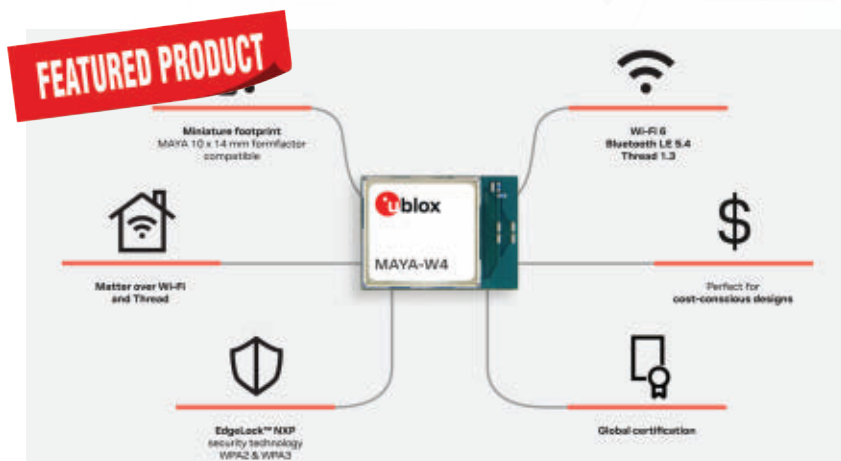 FEATURED PRODUCT
Miniature footprint
MAYA 10 x 14 mm formfactor
compatible
Wi-Fi 6
Bluetooth LE 5.4
Thread 1.3
ublox
MAYA-W4
Matter over Wi-Fi
and Thread
$
Perfect for
cost-conscious designs
EdgeLock™ NXP
security technology
WPA2 & WPA3
Global certification